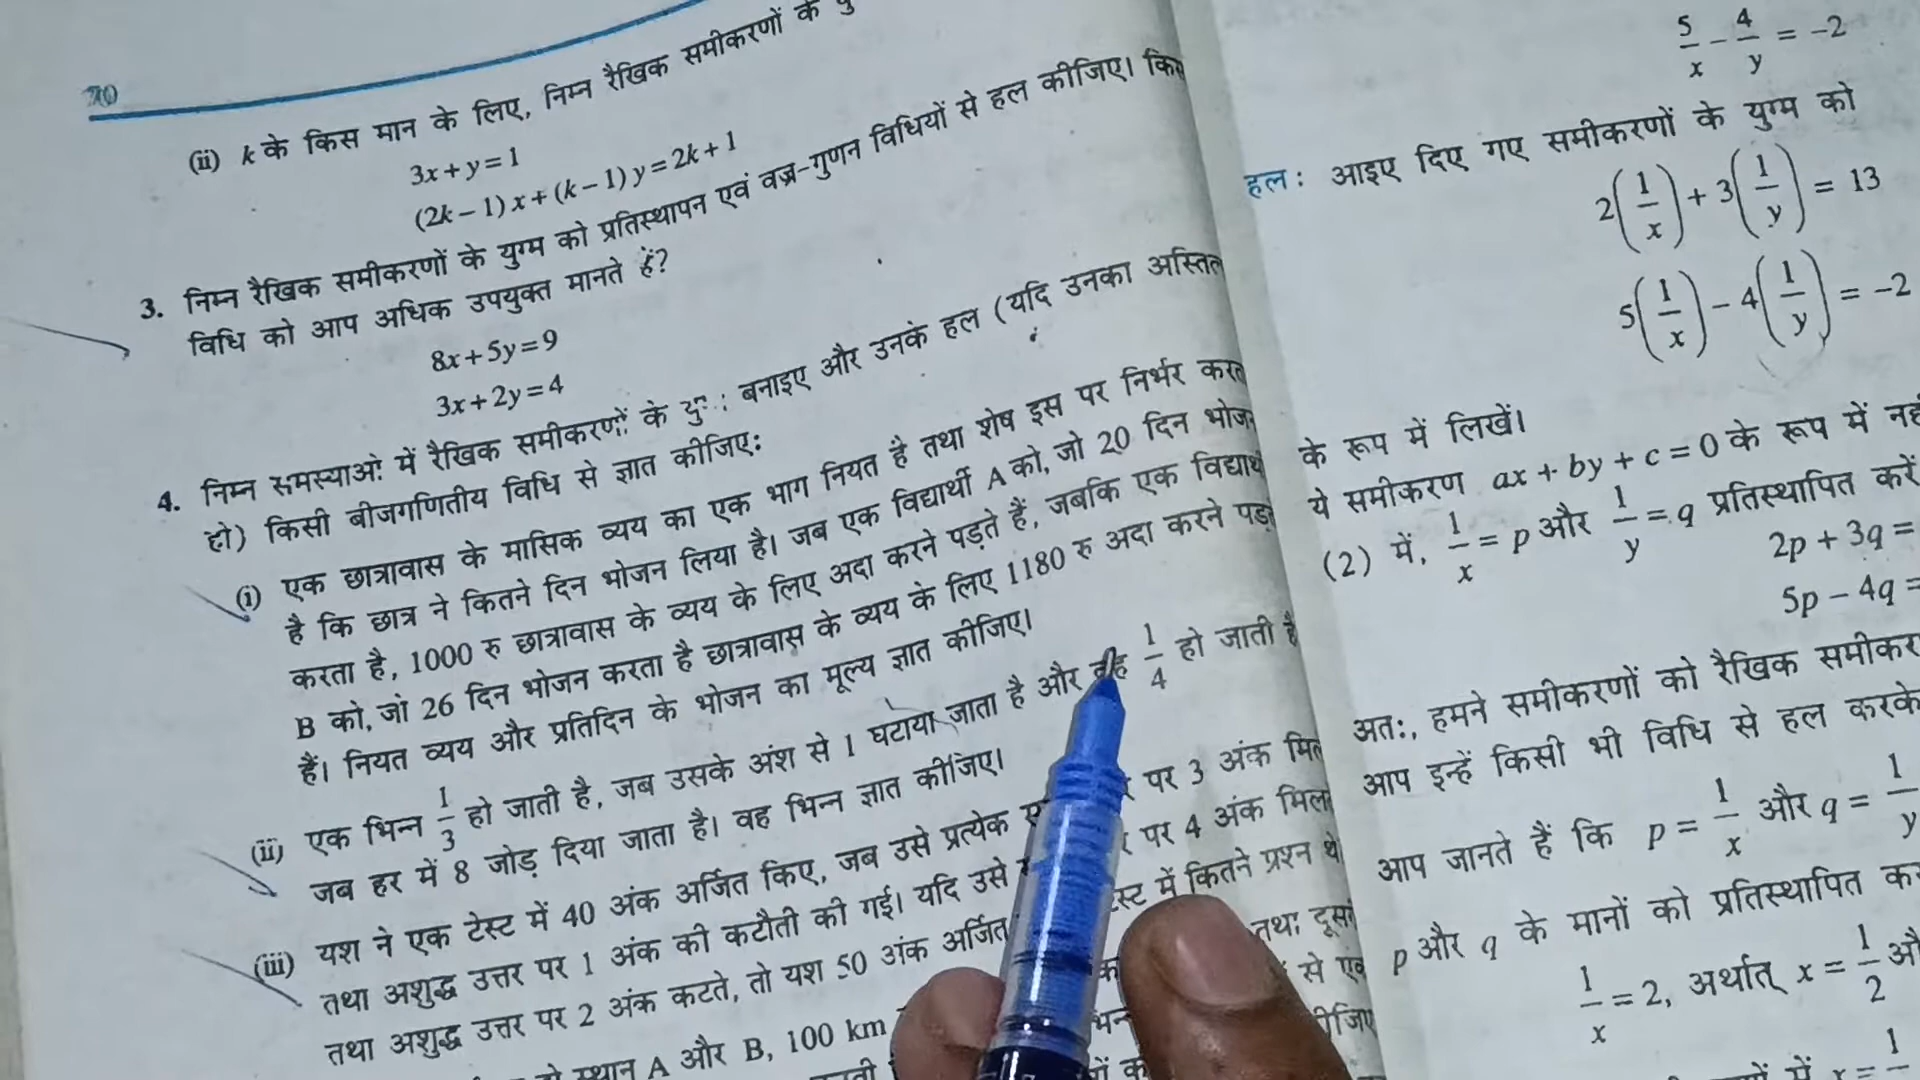 70
(ii) k के किस मान के लिए, निम्न रैखिक समीकरणों के यु
3x + y = 1
(2k – 1) x + (k – 1) y = 2k + 1
3. निम्न रैखिक समीकरणों के युग्म को प्रतिस्थापन एवं वज्र-गुणन विधियों से हल कीजिए। किस
विधि को आप अधिक उपयुक्त मानते हैं?
8x + 5y = 9
3x + 2y = 4
4. निम्न समस्याओं में रैखिक समीकरणों के बनाइए और उनके हल (यदि उनका अस्तित्व
हो) किसी बीजगणितीय विधि से ज्ञात कीजिए:
(i) एक छात्रावास के मासिक व्यय का एक भाग नियत है तथा शेष इस पर निर्भर करता
है कि छात्र ने कितने दिन भोजन लिया है। जब एक विद्यार्थी A को, जो 20 दिन भोजन
करता है, 1000 रु छात्रावास के व्यय के लिए अदा करने पड़ते हैं, जबकि एक विद्यार्थी
B को, जो 26 दिन भोजन करता है छात्रावास के व्यय के लिए 1180 रु अदा करने पड़ते
हैं। नियत व्यय और प्रतिदिन के भोजन का मूल्य ज्ञात कीजिए।
(ii) एक भिन्न 1/3 हो जाती है, जब उसके अंश से 1 घटाया जाता है और वह 1/4 हो जाती है
जब हर में 8 जोड़ दिया जाता है। वह भिन्न ज्ञात कीजिए।
(iii) यश ने एक टेस्ट में 40 अंक अर्जित किए, जब उसे प्रत्येक पर 3 अंक मिल
तथा अशुद्ध उत्तर पर 1 अंक की कटौती की गई। यदि उसे पर 4 अंक मिल
तथा अशुद्ध उत्तर पर 2 अंक कटते, तो यश 50 अंक अर्जित टेस्ट में कितने प्रश्न थे
स्थान A और B, 100 km तथा दूस
से एक
5/x – 4/y = –2
हल : आइए दिए गए समीकरणों के युग्म को
2(1/x) + 3(1/y) = 13
5(1/x) – 4(1/y) = –2
के रूप में लिखें।
ये समीकरण ax + by + c = 0 के रूप में नहीं
(2) में, 1/x = p और 1/y = q प्रतिस्थापित करें
2p + 3q =
5p – 4q =
अत:, हमने समीकरणों को रैखिक समीकर
आप इन्हें किसी भी विधि से हल करके
आप जानते हैं कि p = 1/x और q = 1/y
p और q के मानों को प्रतिस्थापित कर
1/x = 2, अर्थात् x = 1/2 औ